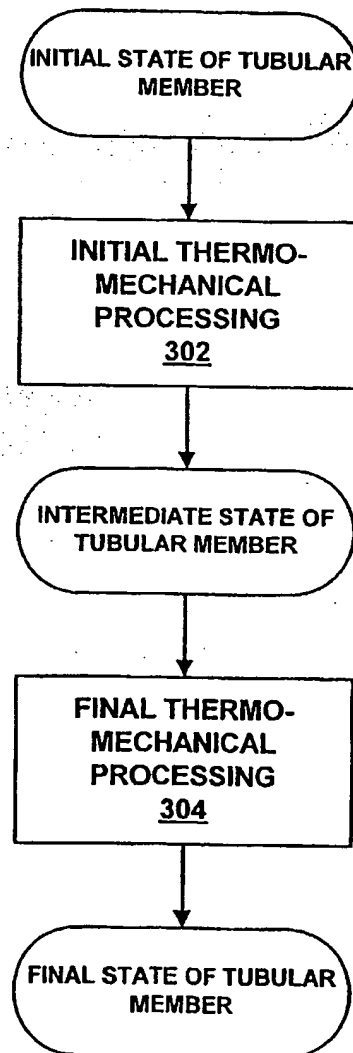 INITIAL STATE OF TUBULAR
MEMBER
INITIAL THERMO-
MECHANICAL
PROCESSING
302
INTERMEDIATE STATE OF
TUBULAR MEMBER
FINAL THERMO-
MECHANICAL
PROCESSING
304
FINAL STATE OF TUBULAR
MEMBER